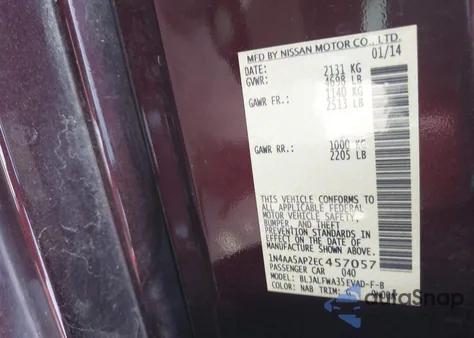 MFD BY NISSAN MOTOR CO., LTD.
DATE: 01/14
GVWR: 2131 KG
4698 LB
GAWR FR.: 1140 KG
2513 LB
GAWR RR.: 1000 KG
2205 LB
THIS VEHICLE CONFORMS TO
ALL APPLICABLE FEDERAL
MOTOR VEHICLE SAFETY,
BUMPER, AND THEFT
PREVENTION STANDARDS IN
EFFECT ON THE DATE OF
MANUFACTURE SHOWN ABOVE.
1N4AA5AP2EC457057
PASSENGER CAR 040
MODEL: BLJALFWA35EVAD-F-B
COLOR: NAB TRIM: G
autoSnap